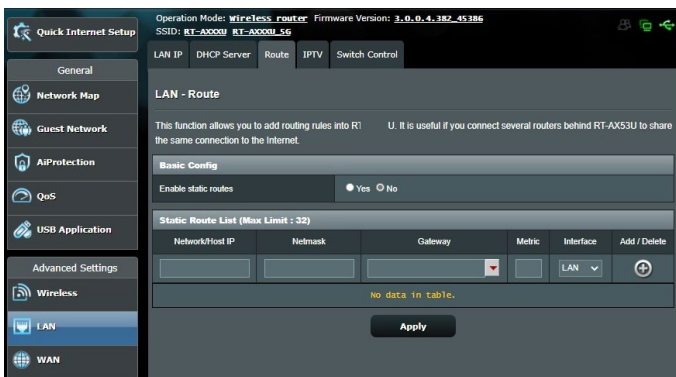 Quick Internet Setup
General
Network Map
Guest Network
AiProtection
QoS
USB Application
Advanced Settings
Wireless
LAN
WAN
Operation Mode: Wireless router Firmware Version: 3.0.0.4.382_45386
SSID: RT-AXXXU RT-AXXXU_5G
LAN IP DHCP Server Route IPTV Switch Control
LAN - Route
This function allows you to add routing rules into RT U. It is useful if you connect several routers behind RT-AX53U to share
the same connection to the Internet.
Basic Config
Enable static routes Yes No
Static Route List (Max Limit : 32)
Network/Host IP Netmask Gateway Metric Interface Add / Delete
LAN
No data in table.
Apply